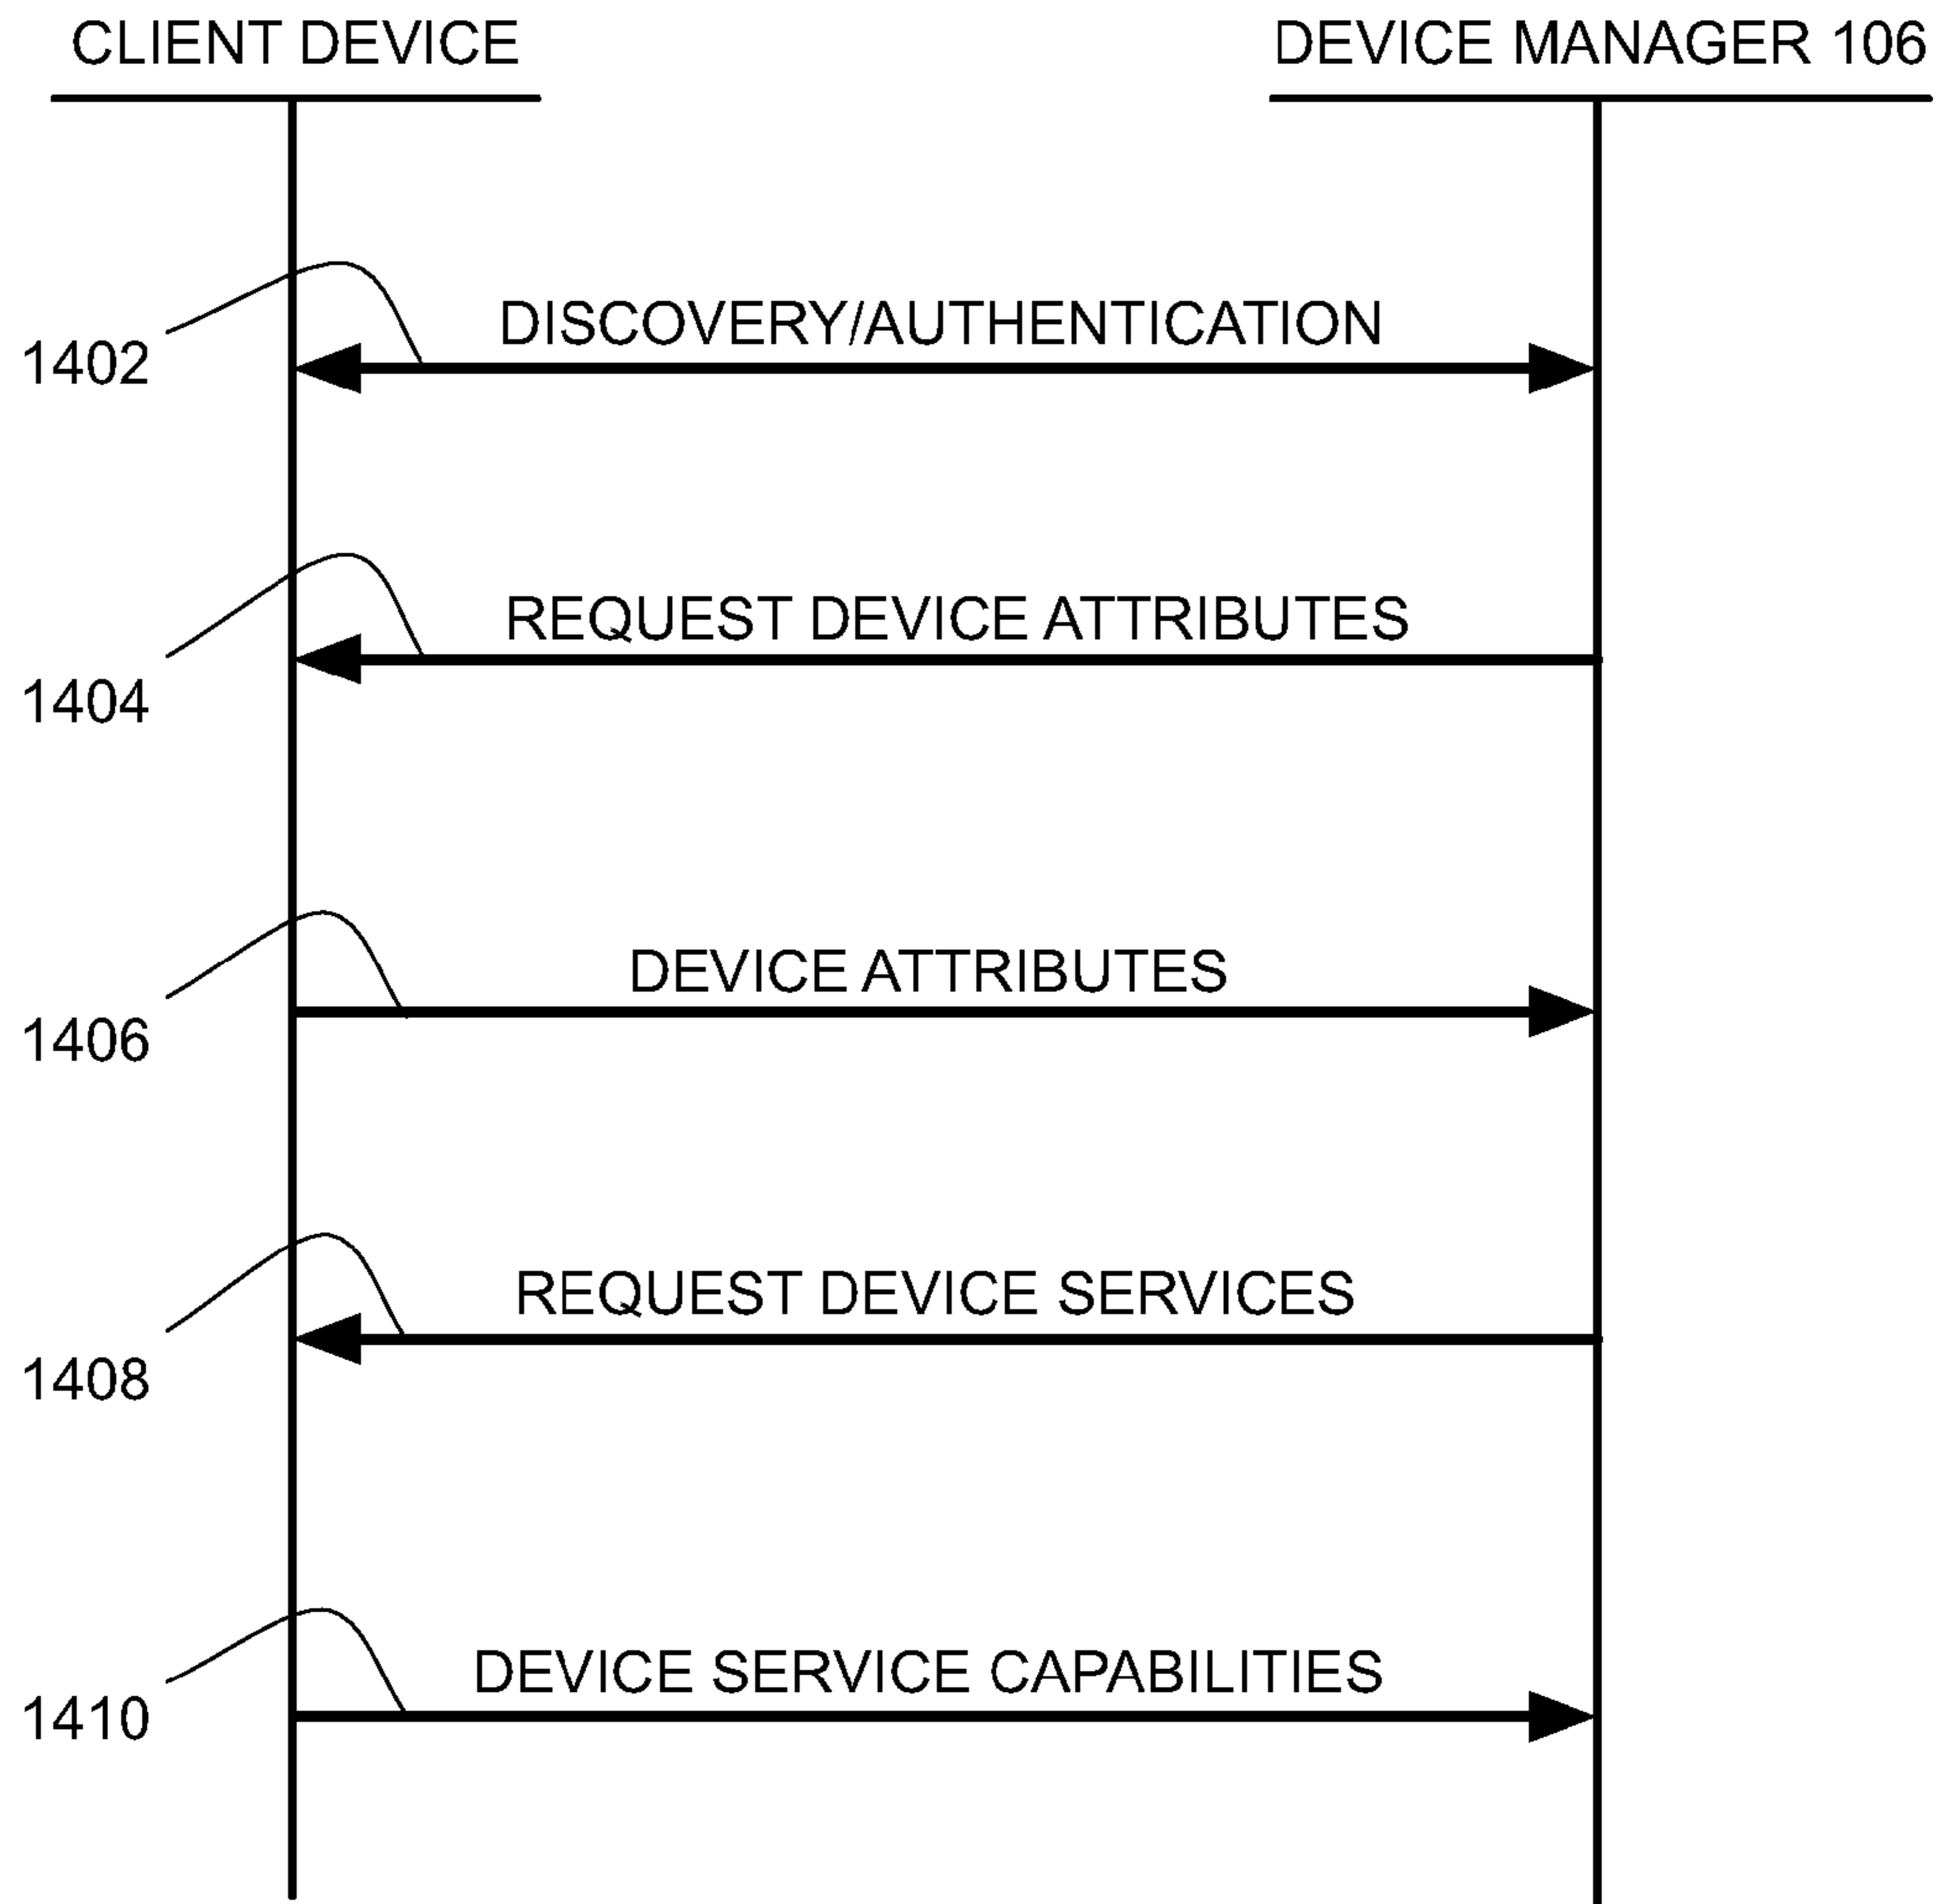 CLIENT DEVICE
DEVICE MANAGER 106
DISCOVERY/AUTHENTICATION
1402
REQUEST DEVICE ATTRIBUTES
1404
DEVICE ATTRIBUTES
1406
REQUEST DEVICE SERVICES
1408
DEVICE SERVICE CAPABILITIES
1410